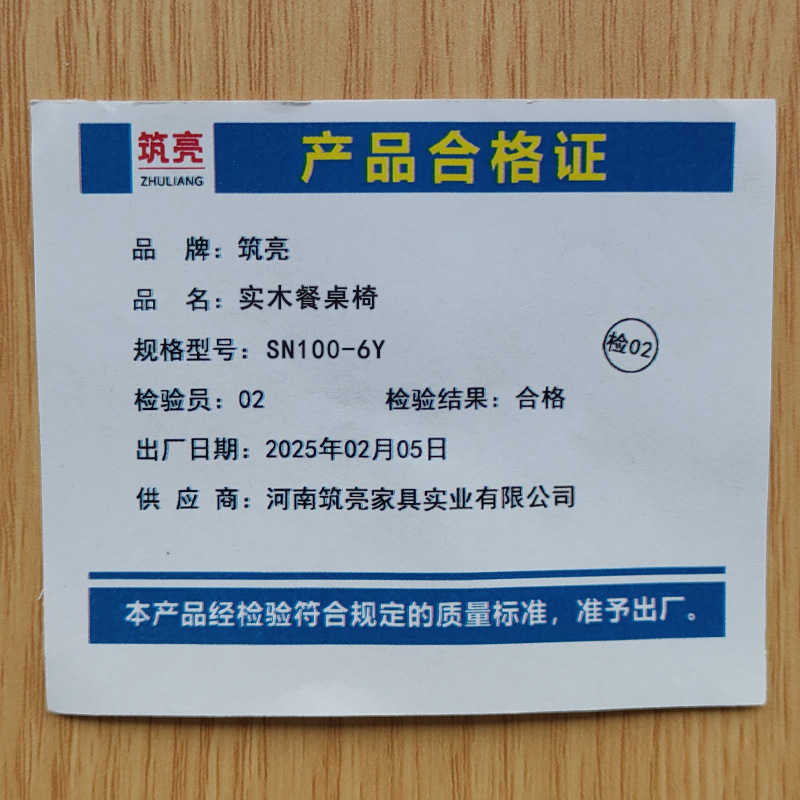 筑亮
ZHULIANG
产品合格证
品 牌：筑亮
品 名：实木餐桌椅
规格型号：SN100-6Y
检02
检验员：02 检验结果：合格
出厂日期：2025年02月05日
供 应 商：河南筑亮家具实业有限公司
本产品经检验符合规定的质量标准，准予出厂。